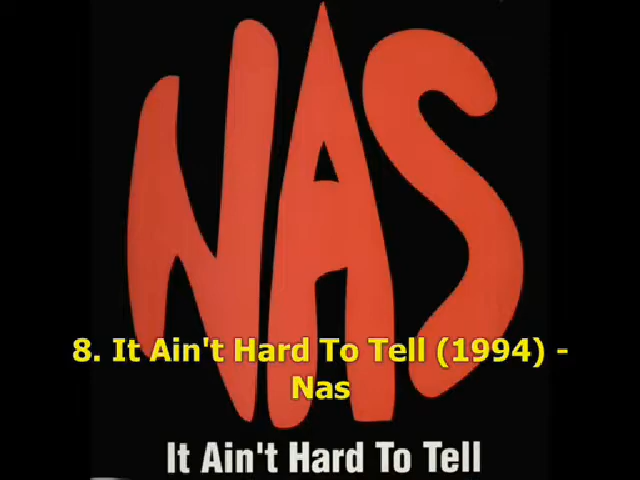 NAS
8. It Ain't Hard To Tell (1994) -
Nas
It Ain't Hard To Tell